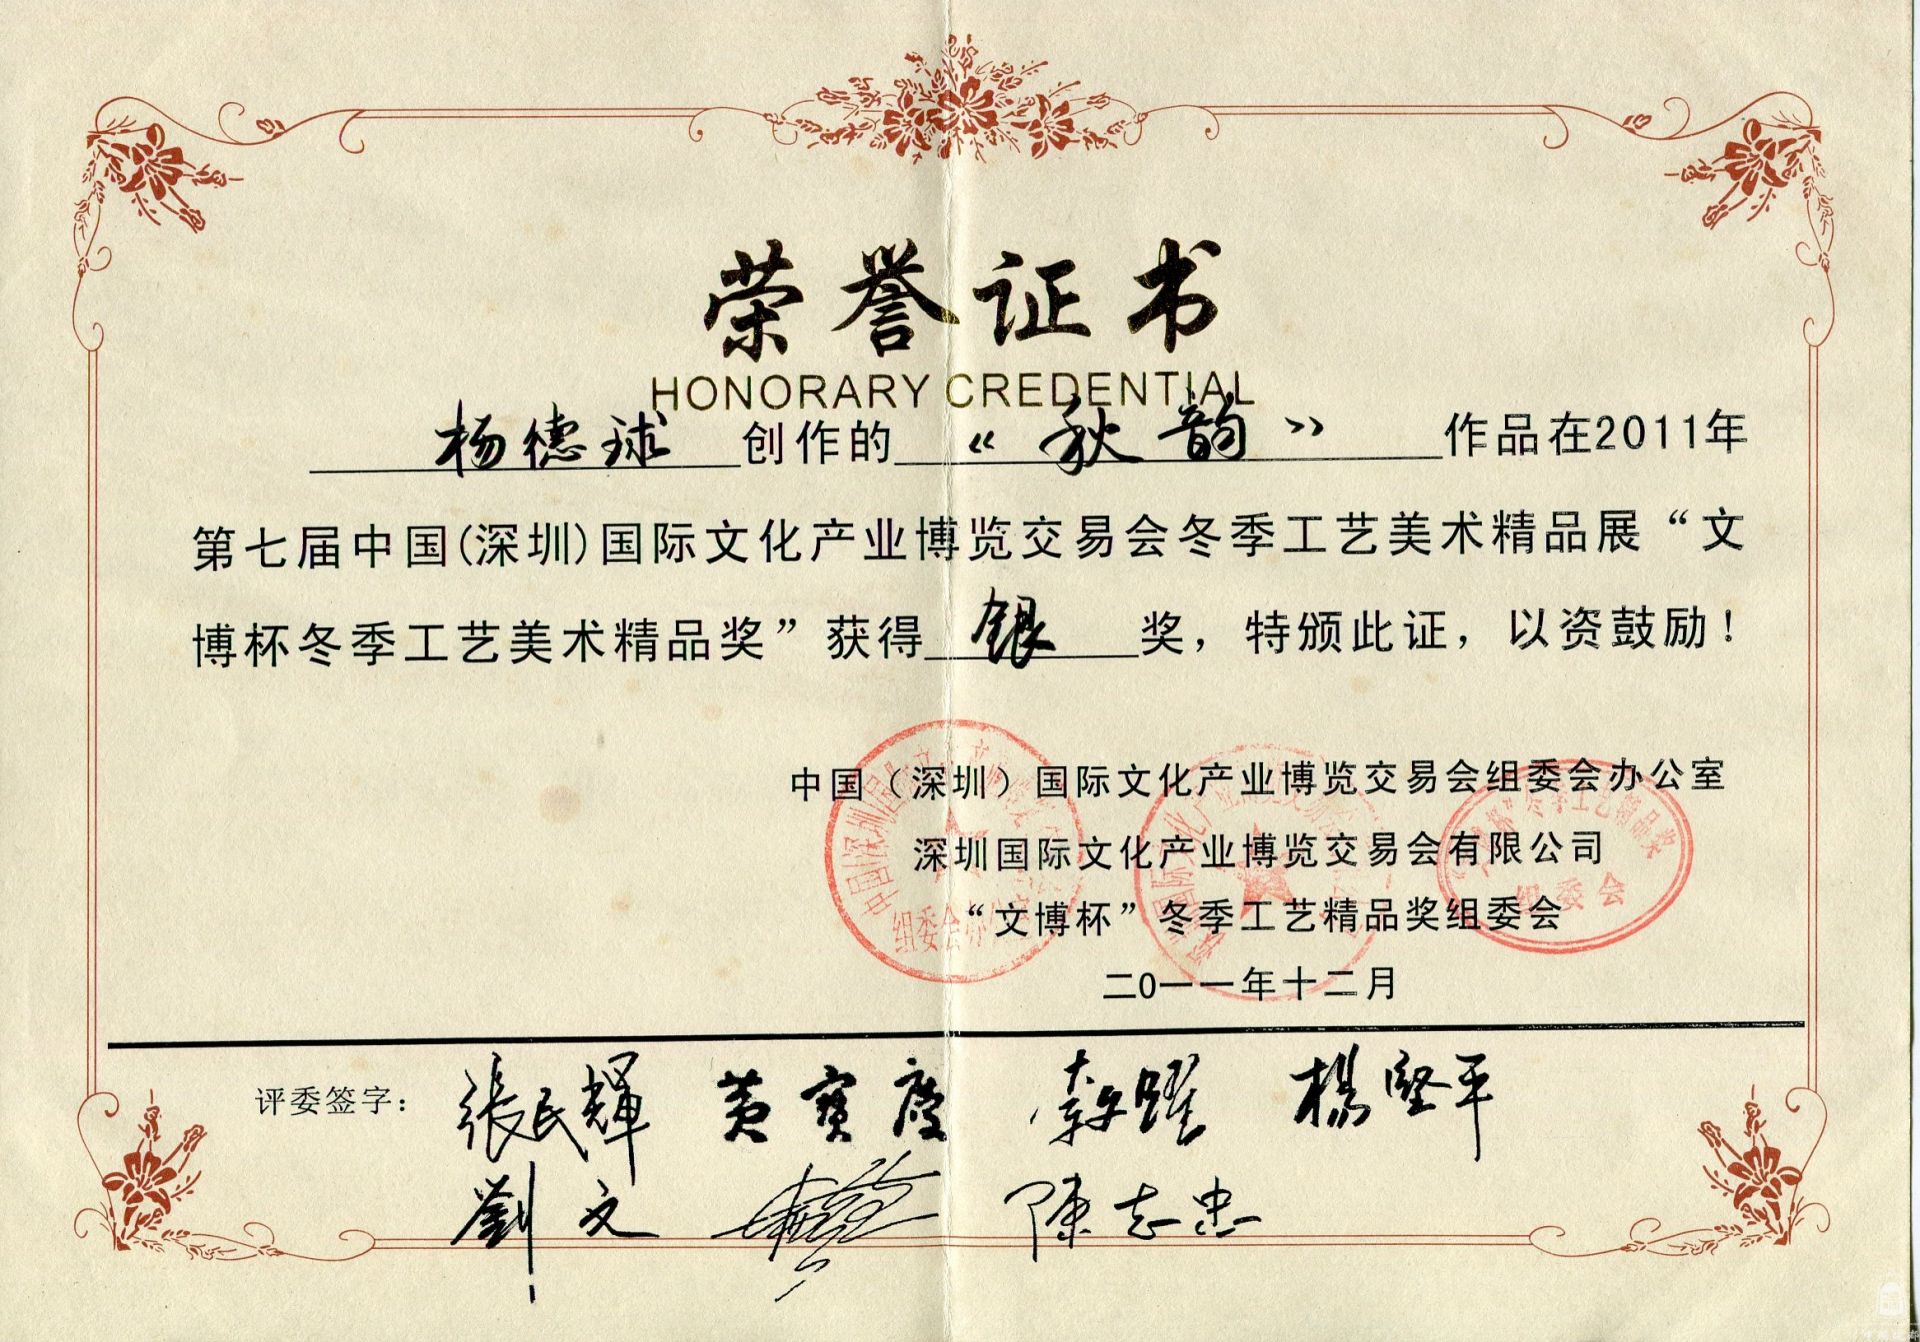 荣誉证书
HONORARY CREDENTIAL
杨德球创作的《秋韵》作品在2011年
第七届中国(深圳)国际文化产业博览交易会冬季工艺美术精品展“文
博杯冬季工艺美术精品奖”获得银奖，特颁此证，以资鼓励！
中国（深圳）国际文化产业博览交易会组委会办公室
深圳国际文化产业博览交易会有限公司
“文博杯”冬季工艺精品奖组委会
二0一一年十二月
评委签字：
張民輝 黄寶慶 楊坚平
劉文 陳志忠